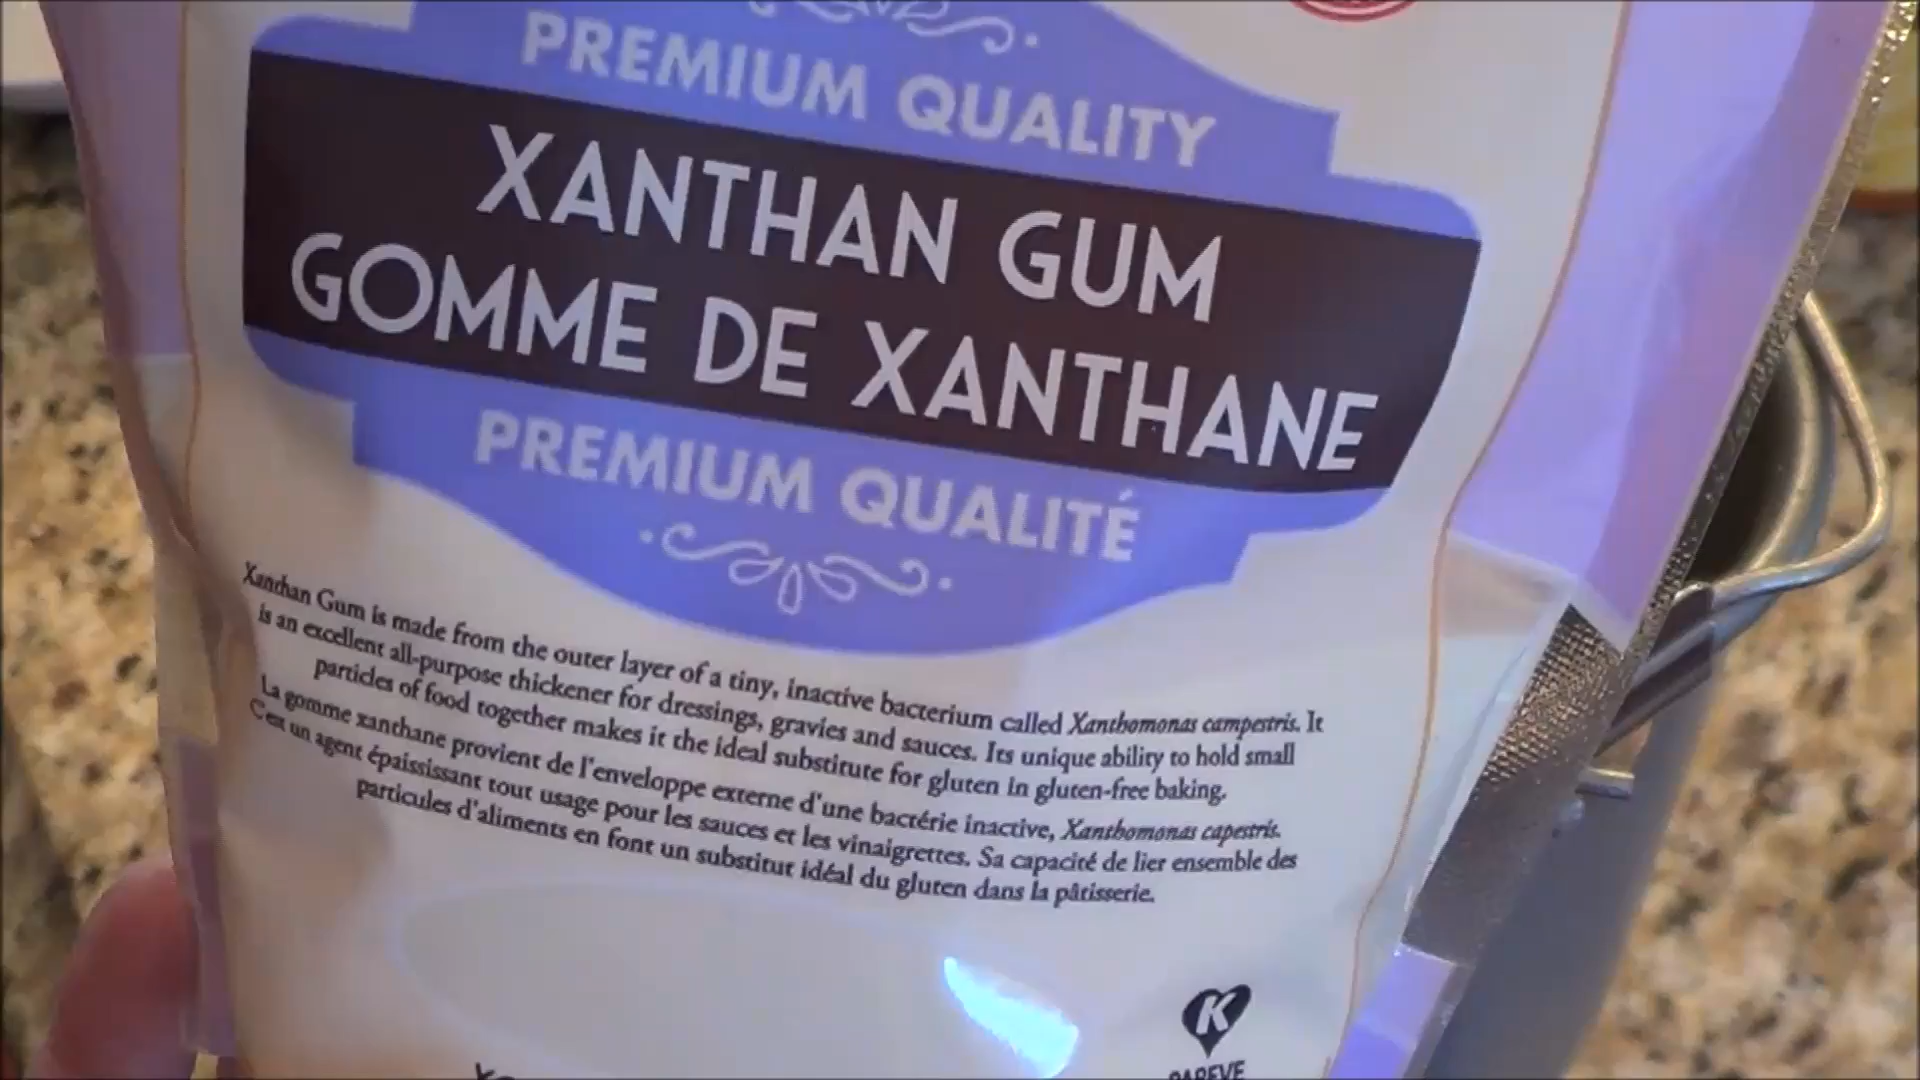 PREMIUM QUALITY
XANTHAN GUM
GOMME DE XANTHANE
PREMIUM QUALITÉ
Xanthan Gum is made from the outer layer of a tiny, inactive bacterium called Xanthomonas campestris. It
is an excellent all-purpose thickener for dressings, gravies and sauces. Its unique ability to hold small
particles of food together makes it the ideal substitute for gluten in gluten-free baking.
La gomme xanthane provient de l'enveloppe externe d'une bactérie inactive, Xanthomonas capestris.
C'est un agent épaississant tout usage pour les sauces et les vinaigrettes. Sa capacité de lier ensemble des
particules d'aliments en font un substitut idéal du gluten dans la pâtisserie.
K
PAREVE